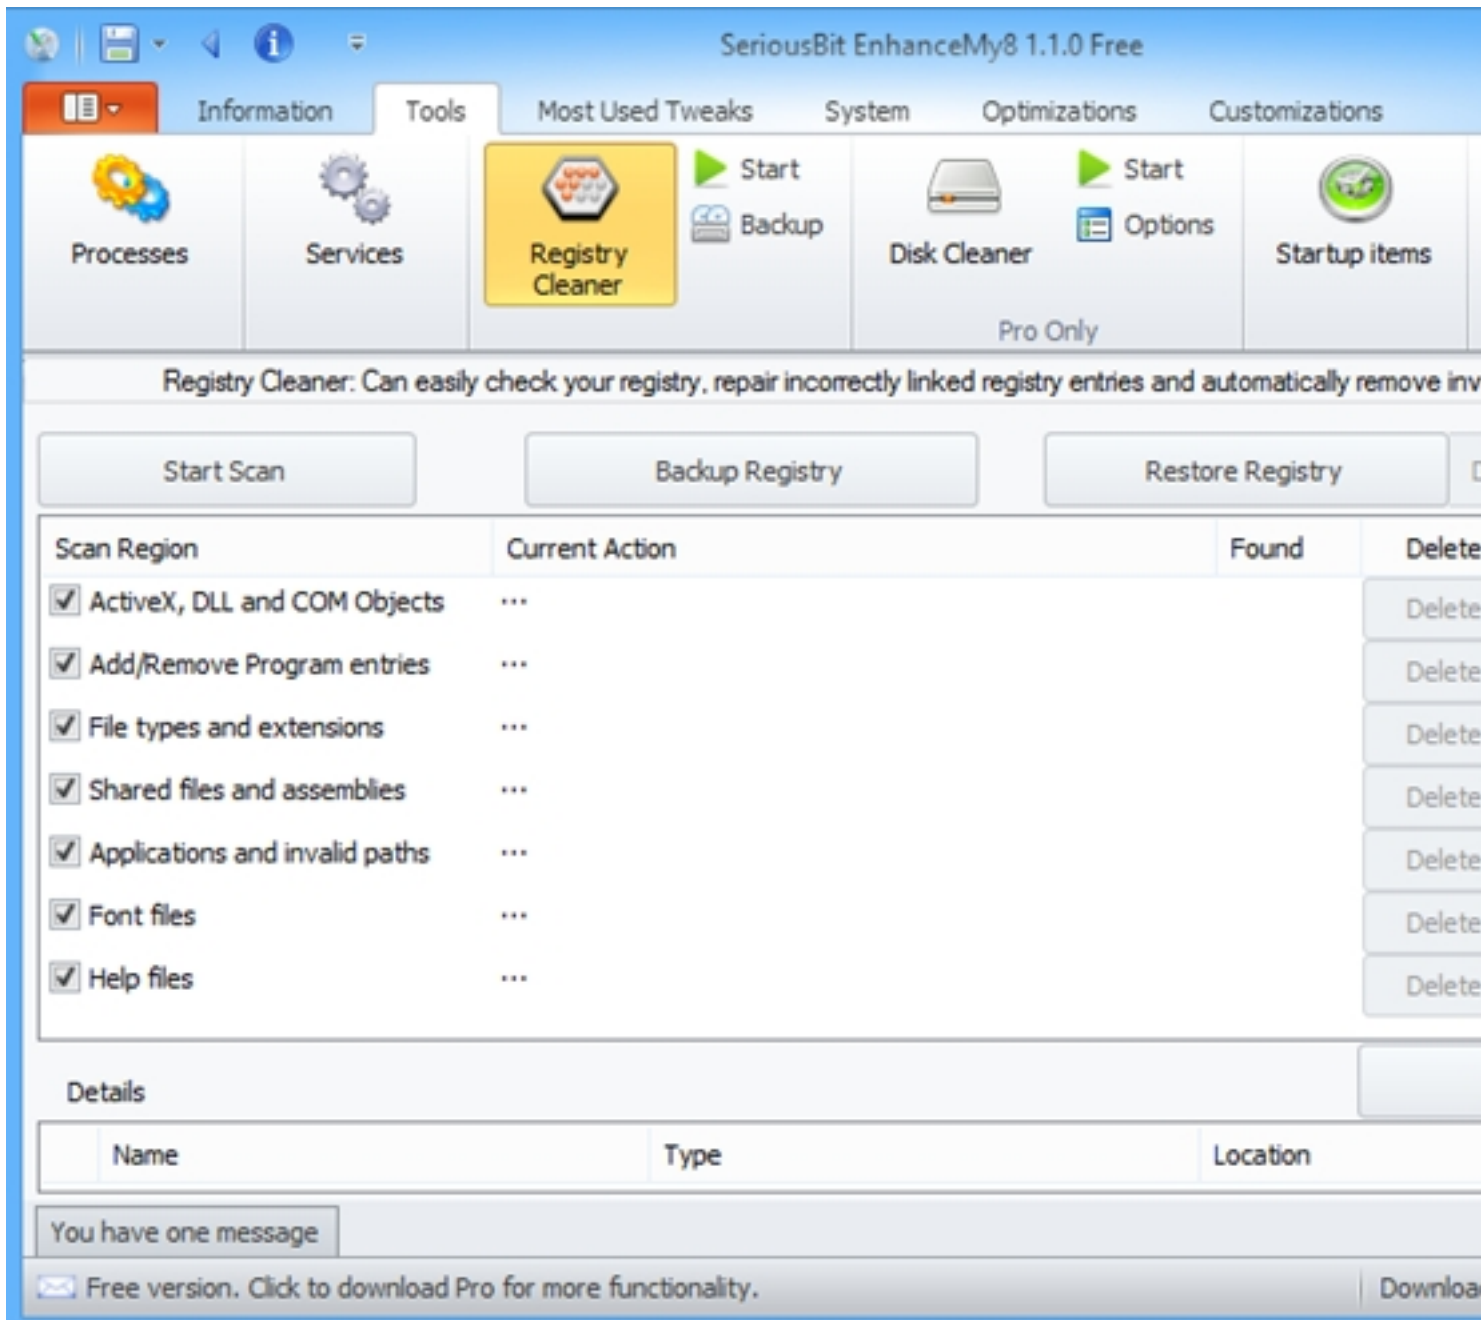 SeriousBit EnhanceMy8 1.1.0 Free
Information Tools Most Used Tweaks System Optimizations Customizations
Processes
Services
Registry
Cleaner
Start
Backup
Disk Cleaner
Start
Options
Startup items
Pro Only
Registry Cleaner: Can easily check your registry, repair incorrectly linked registry entries and automatically remove inv
Start Scan Backup Registry Restore Registry
Scan Region Current Action Found Delete
ActiveX, DLL and COM Objects ... Delete
Add/Remove Program entries ... Delete
File types and extensions ... Delete
Shared files and assemblies ... Delete
Applications and invalid paths ... Delete
Font files ... Delete
Help files ... Delete
Details
Name Type Location
You have one message
Free version. Click to download Pro for more functionality. Downloa